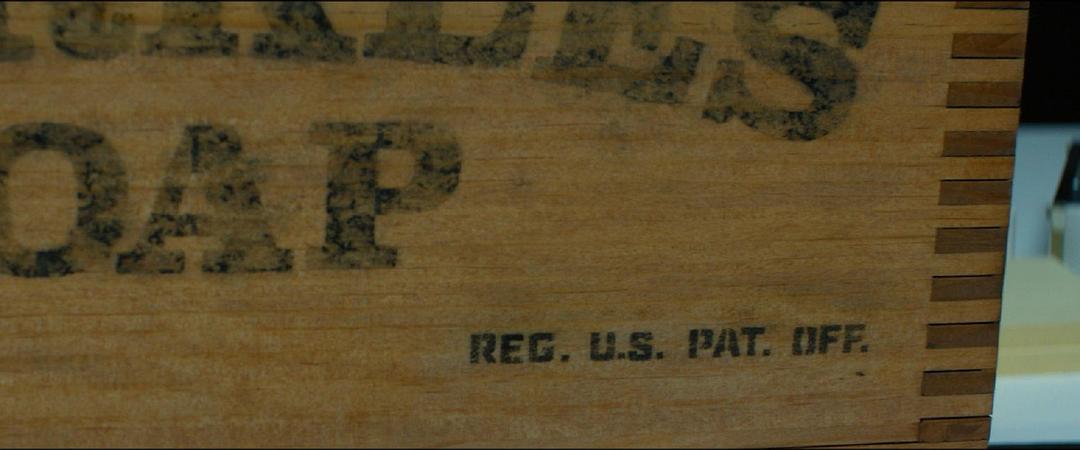 OAP
REG. U.S. PAT. OFF.